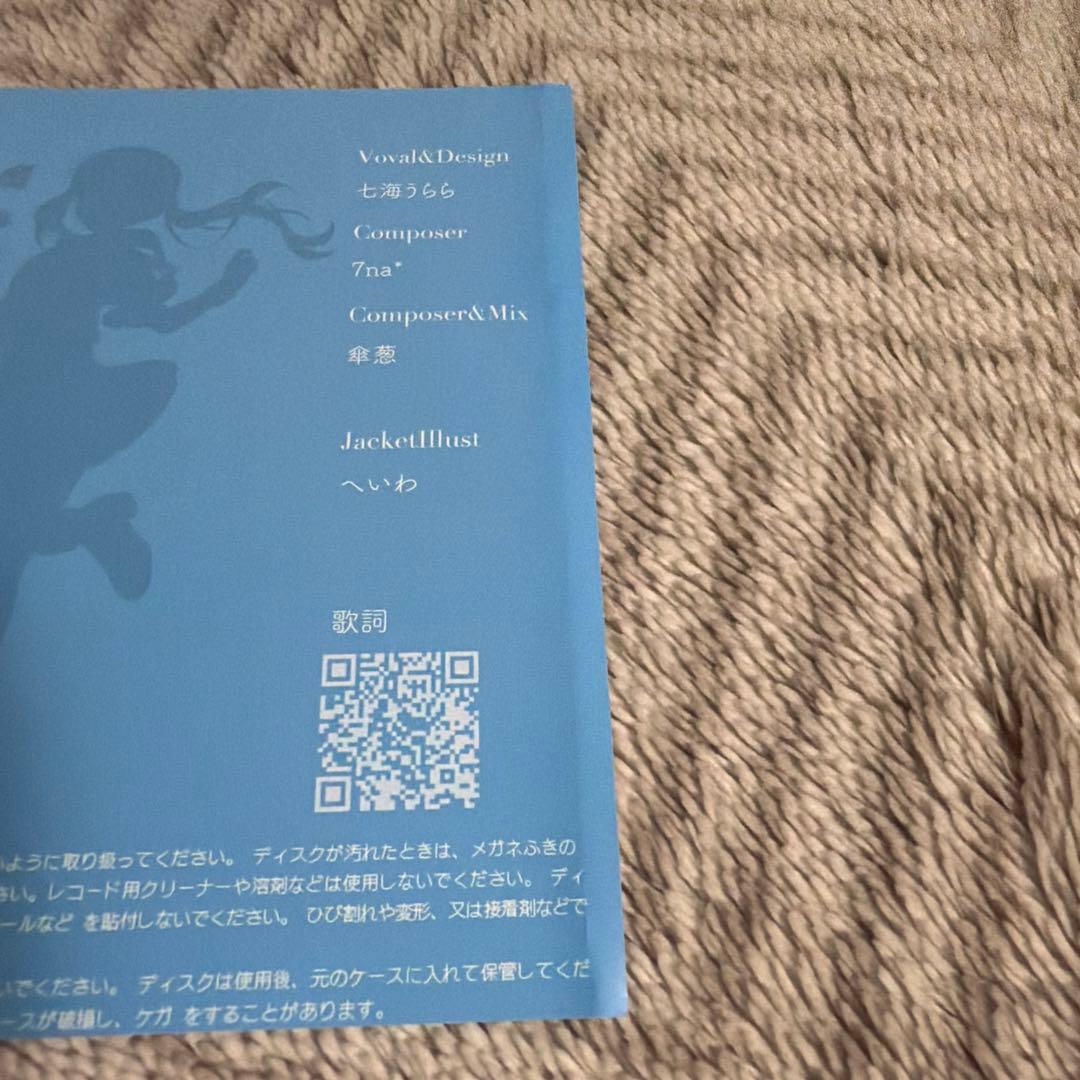 Voval&Design
七海うらら
Composer
7na*
Composer&Mix
傘葱
JacketIllust
へいわ
歌詞
いように取り扱ってください。 ディスクが汚れたときは、メガネふきの
さい。レコード用クリーナーや溶剤などは使用しないでください。 ディ
ールなど を貼付しないでください。 ひび割れや変形、又は接着剤などで
いでください。 ディスクは使用後、元のケースに入れて保管してくだ
ースが破損し、ケガ をすることがあります。